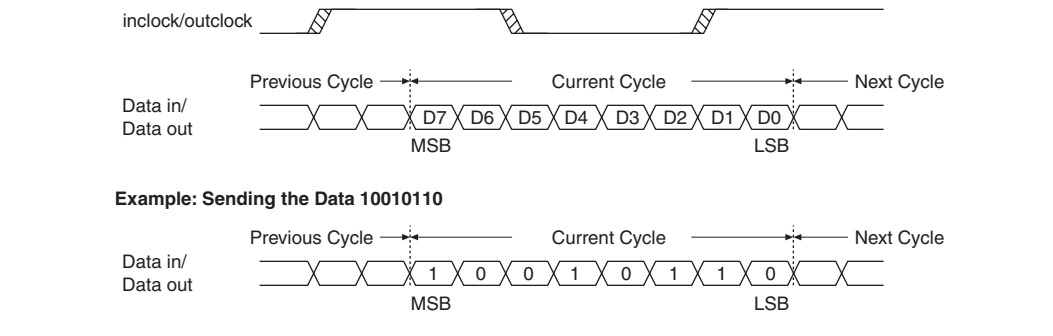 inclock/outclock
Previous Cycle Current Cycle Next Cycle
Data in/
Data out
D7 D6 D5 D4 D3 D2 D1 D0
MSB LSB
Example: Sending the Data 10010110
Previous Cycle Current Cycle Next Cycle
Data in/
Data out
1 0 0 1 0 1 1 0
MSB LSB